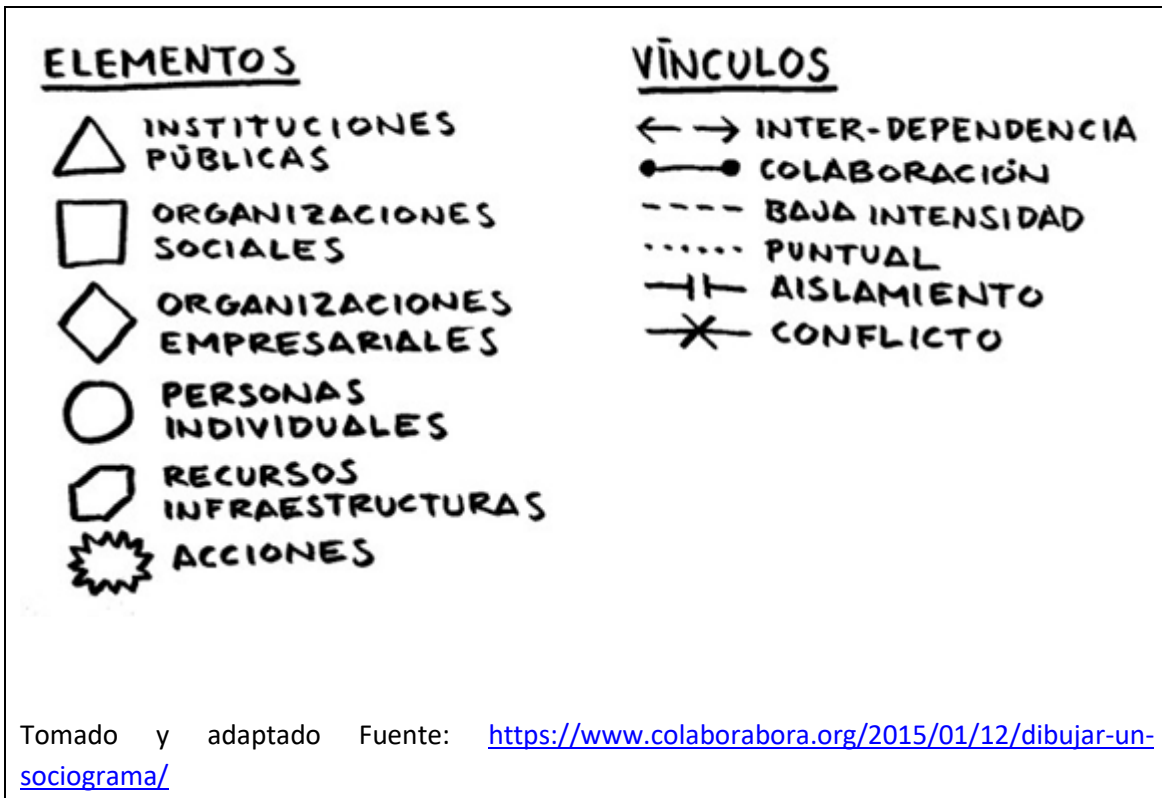 ELEMENTOS
INSTITUCIONES
PÚBLICAS
ORGANIZACIONES
SOCIALES
ORGANIZACIONES
EMPRESARIALES
PERSONAS
INDIVIDUALES
RECURSOS
INFRAESTRUCTURAS
ACCIONES
VÍNCULOS
INTER-DEPENDENCIA
COLABORACIÓN
BAJA INTENSIDAD
PUNTUAL
AISLAMIENTO
CONFLICTO
Tomado y adaptado Fuente: https://www.colaborabora.org/2015/01/12/dibujar-un-
sociograma/